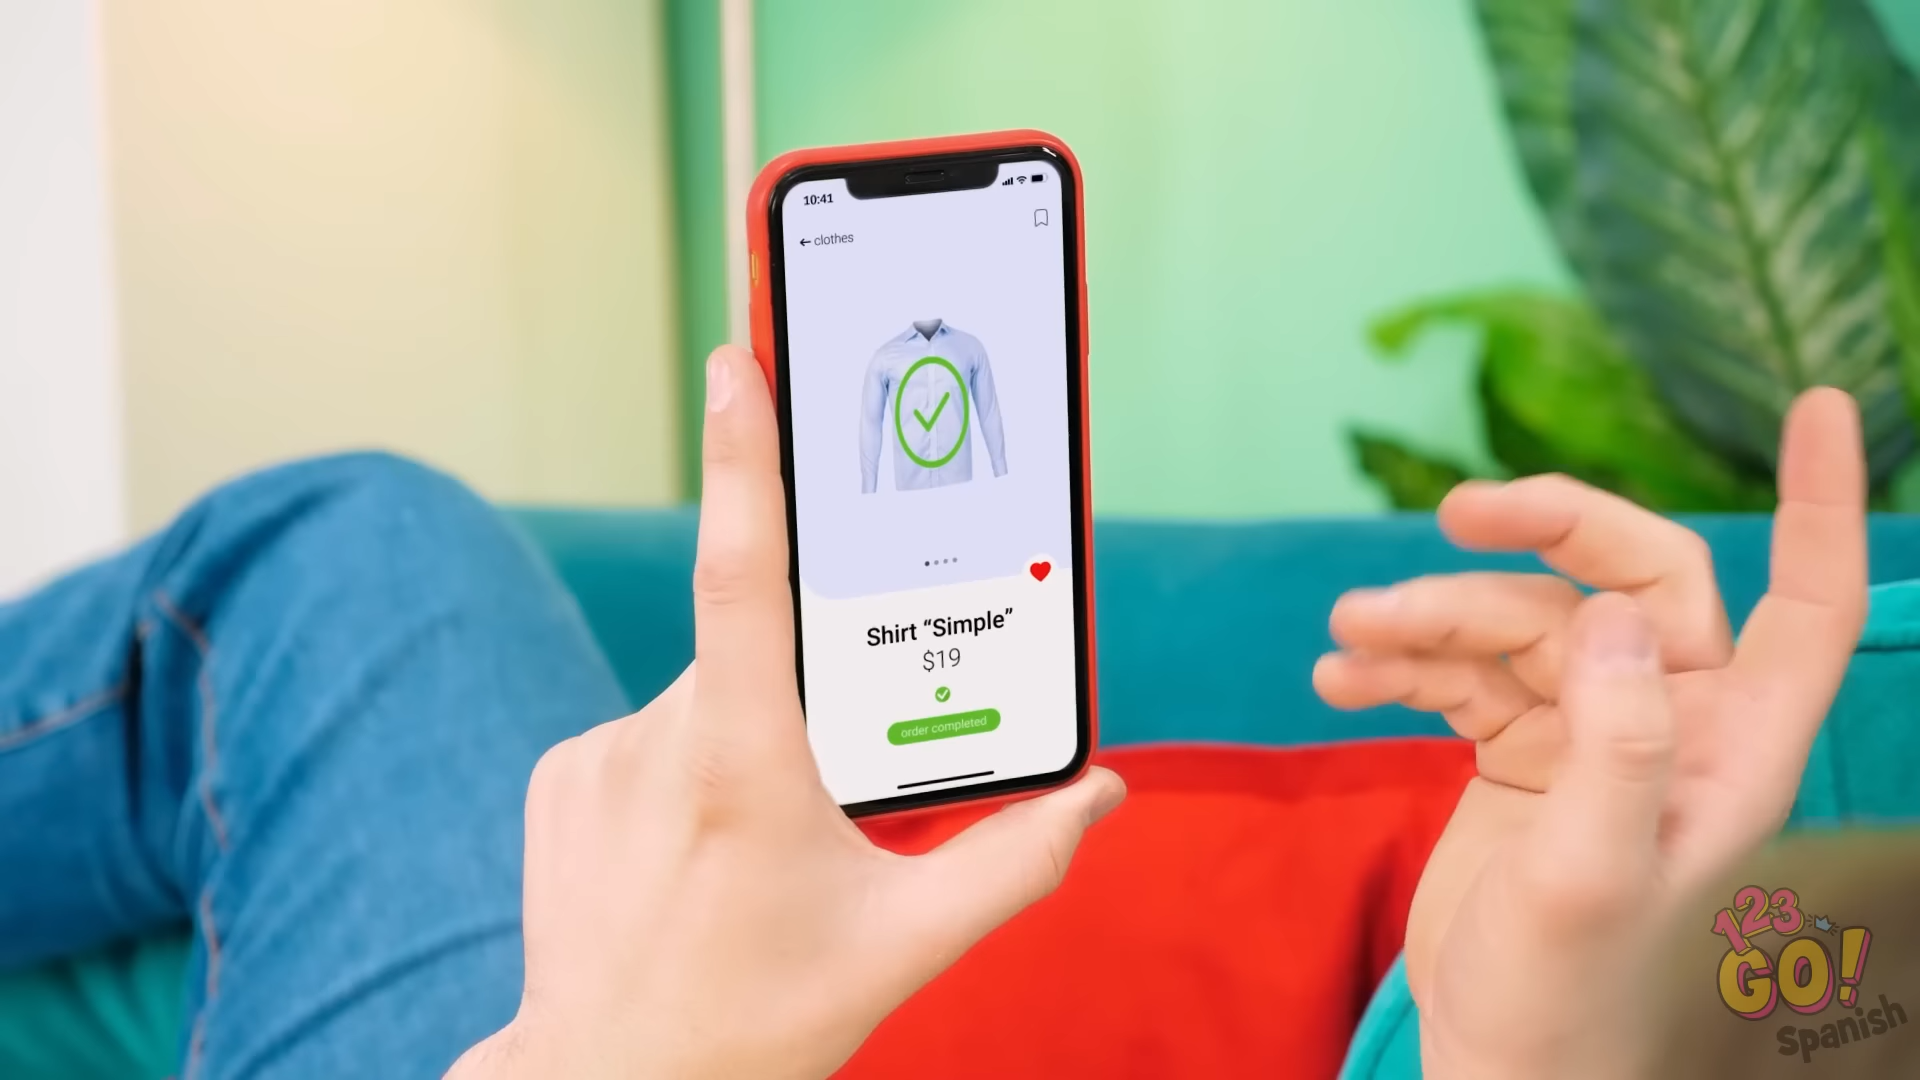 10:41
← clothes
Shirt “Simple”
$19
order completed
123
GO!
Spanish